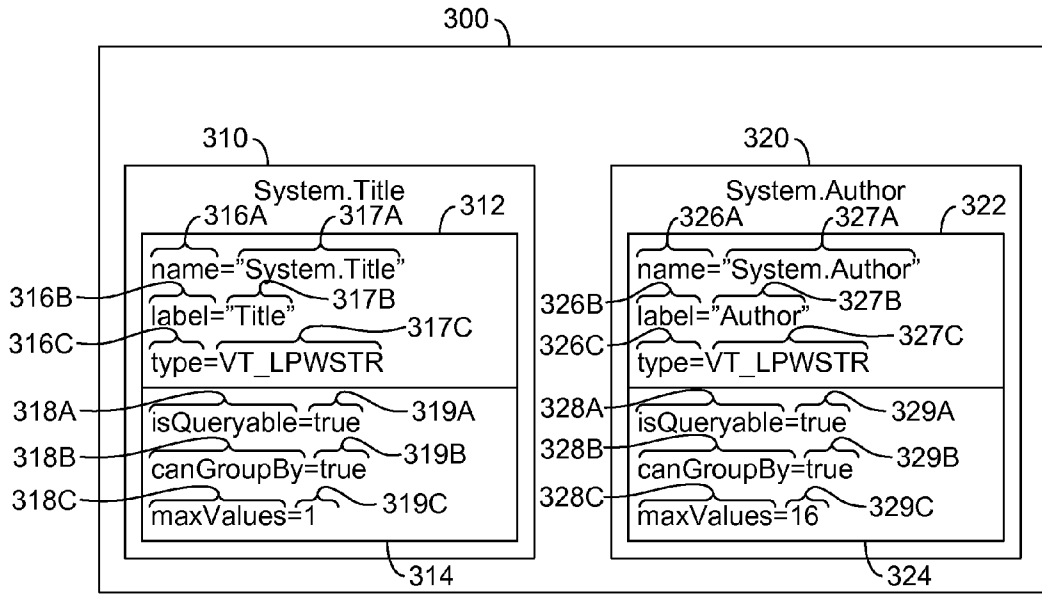 300
310 320
System.Title System.Author
316A 317A 312 326A 327A 322
name="System.Title" name="System.Author"
316B 317B 326B 327B
label="Title" label="Author"
316C 317C 326C 327C
type=VT_LPWSTR type=VT_LPWSTR
318A 319A 328A 329A
isQueryable=true isQueryable=true
318B 319B 328B 329B
canGroupBy=true canGroupBy=true
318C 319C 328C 329C
maxValues=1 maxValues=16
314 324